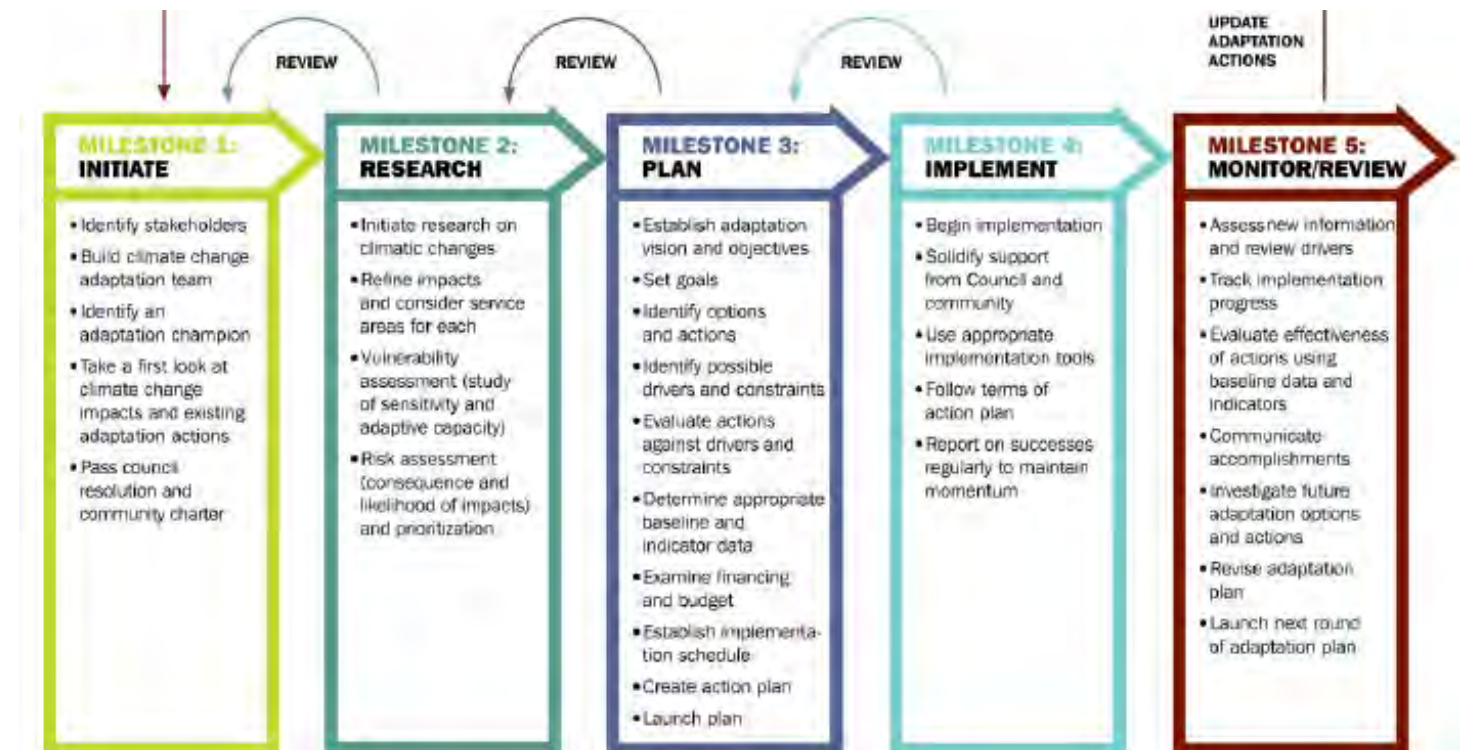 UPDATE
ADAPTATION
ACTIONS
REVIEW
REVIEW
REVIEW
MILESTONE 1:
INITIATE
• Identify stakeholders
• Build climate change
adaptation team
• Identify an
adaptation champion
• Take a first look at
climate change
impacts and existing
adaptation actions
• Pass council
resolution and
community charter
MILESTONE 2:
RESEARCH
• Initiate research on
climatic changes
• Refine impacts
and consider service
areas for each
• Vulnerability
assessment (study
of sensitivity and
adaptive capacity)
• Risk assessment
(consequence and
likelihood of impacts)
and prioritization
MILESTONE 3:
PLAN
• Establish adaptation
vision and objectives
• Set goals
• Identify options
and actions
• Identify possible
drivers and constraints
• Evaluate actions
against drivers and
constraints
• Determine appropriate
baseline and
indicator data
• Examine financing
and budget
• Establish implementa-
tion schedule
• Create action plan
• Launch plan
MILESTONE 4:
IMPLEMENT
• Begin implementation
• Solidify support
from Council and
community
• Use appropriate
implementation tools
• Follow terms of
action plan
• Report on successes
regularly to maintain
momentum
MILESTONE 5:
MONITOR/REVIEW
• Assess new information
and review drivers
• Track implementation
progress
• Evaluate effectiveness
of actions using
baseline data and
indicators
• Communicate
accomplishments
• Investigate future
adaptation options
and actions
• Revise adaptation
plan
• Launch next round
of adaptation plan